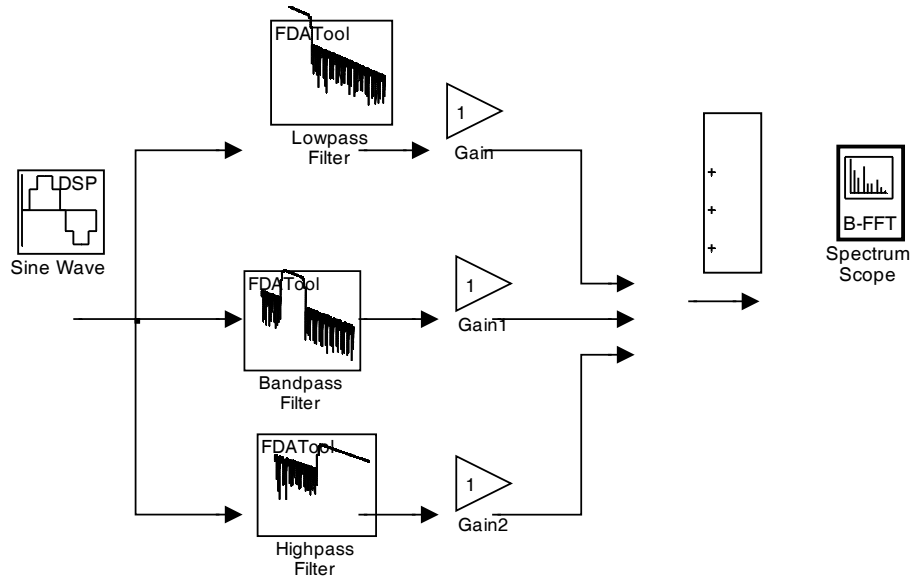 FDATool
Lowpass
Filter
1
Gain
DSP
Sine Wave
+
+
+
B-FFT
Spectrum
Scope
FDATool
Bandpass
Filter
1
Gain1
FDATool
Highpass
Filter
1
Gain2